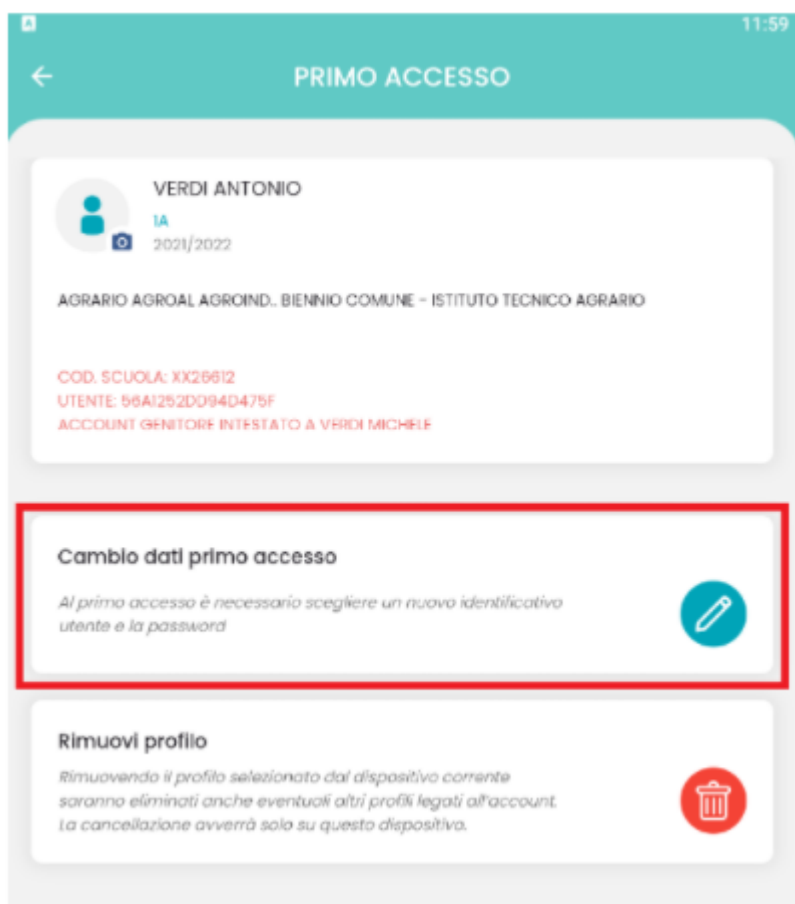 A
11:59
PRIMO ACCESSO
VERDI ANTONIO
1A
2021/2022
AGRARIO AGROAL AGROIND.. BIENNIO COMUNE - ISTITUTO TECNICO AGRARIO
COD. SCUOLA: XX26612
UTENTE: 56A1252DD94D475F
ACCOUNT GENITORE INTESTATO A VERDI MICHELE
Cambio dati primo accesso
Al primo accesso è necessario scegliere un nuovo identificativo
utente e la password
Rimuovi profilo
Rimuovendo il profilo selezionato dal dispositivo corrente
saranno eliminati anche eventuali altri profili legati all'account.
La cancellazione avverrà solo su questo dispositivo.